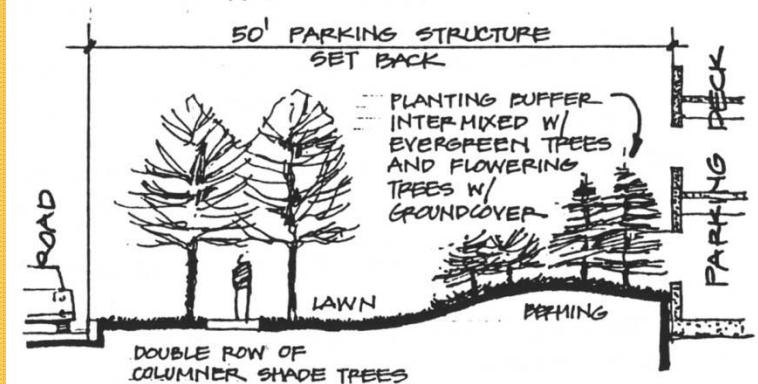 50' PARKING STRUCTURE
SET BACK
PLANTING BUFFER
INTERMIXED W/
EVERGREEN TREES
AND FLOWERING
TREES W/
GROUNDCOVER
ROAD
PARKING DECK
LAWN
BERMING
DOUBLE ROW OF
COLUMNER SHADE TREES